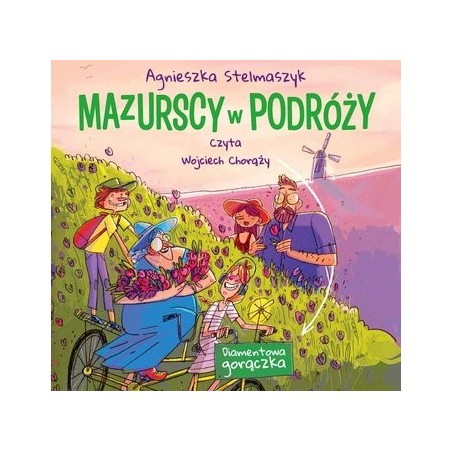 Agnieszka Stelmaszyk
MAZURSCY w PODRÓŻY
Czyta
Wojciech Chorąży
Diamentowa
gorączka